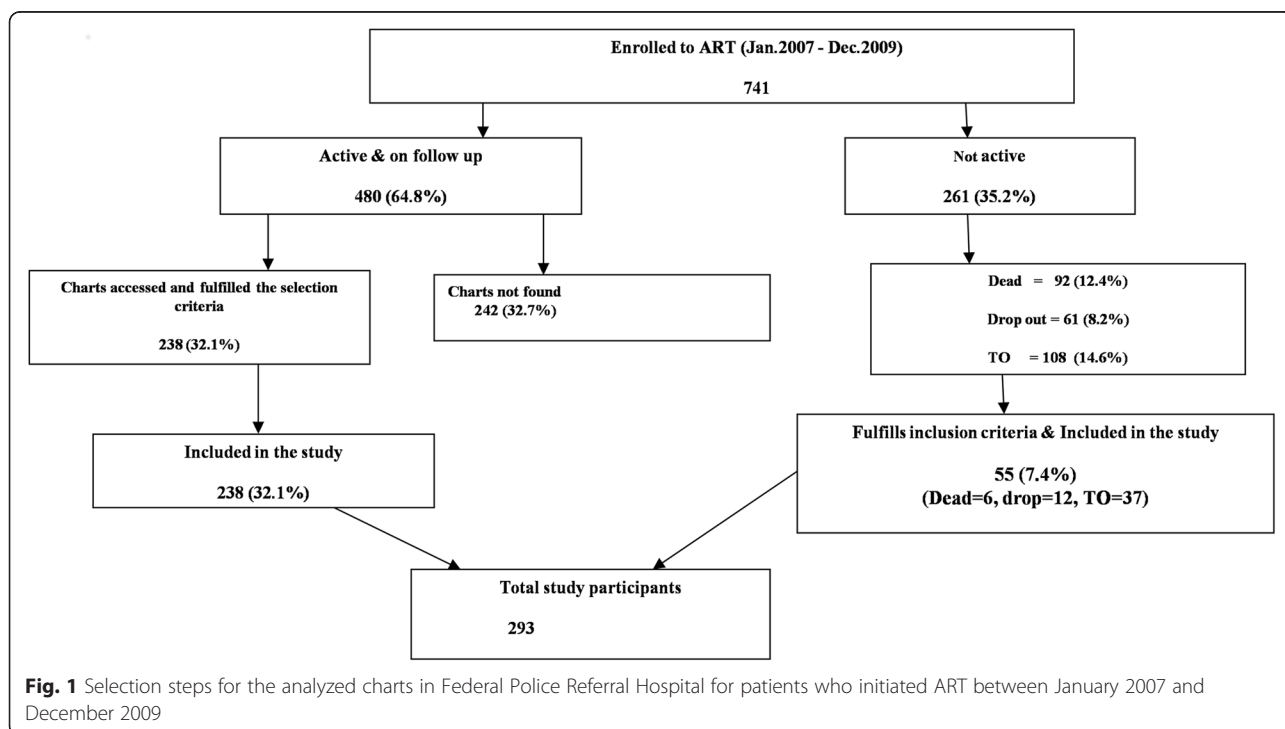 Enrolled to ART (Jan.2007 - Dec.2009)
741
Active & on follow up
480 (64.8%)
Not active
261 (35.2%)
Charts accessed and fulfilled the selection
criteria
238 (32.1%)
Charts not found
242 (32.7%)
Dead = 92 (12.4%)
Drop out = 61 (8.2%)
TO = 108 (14.6%)
Included in the study
238 (32.1%)
Fulfills inclusion criteria & Included in the study
55 (7.4%)
(Dead=6, drop=12, TO=37)
Total study participants
293
Fig. 1 Selection steps for the analyzed charts in Federal Police Referral Hospital for patients who initiated ART between January 2007 and
December 2009